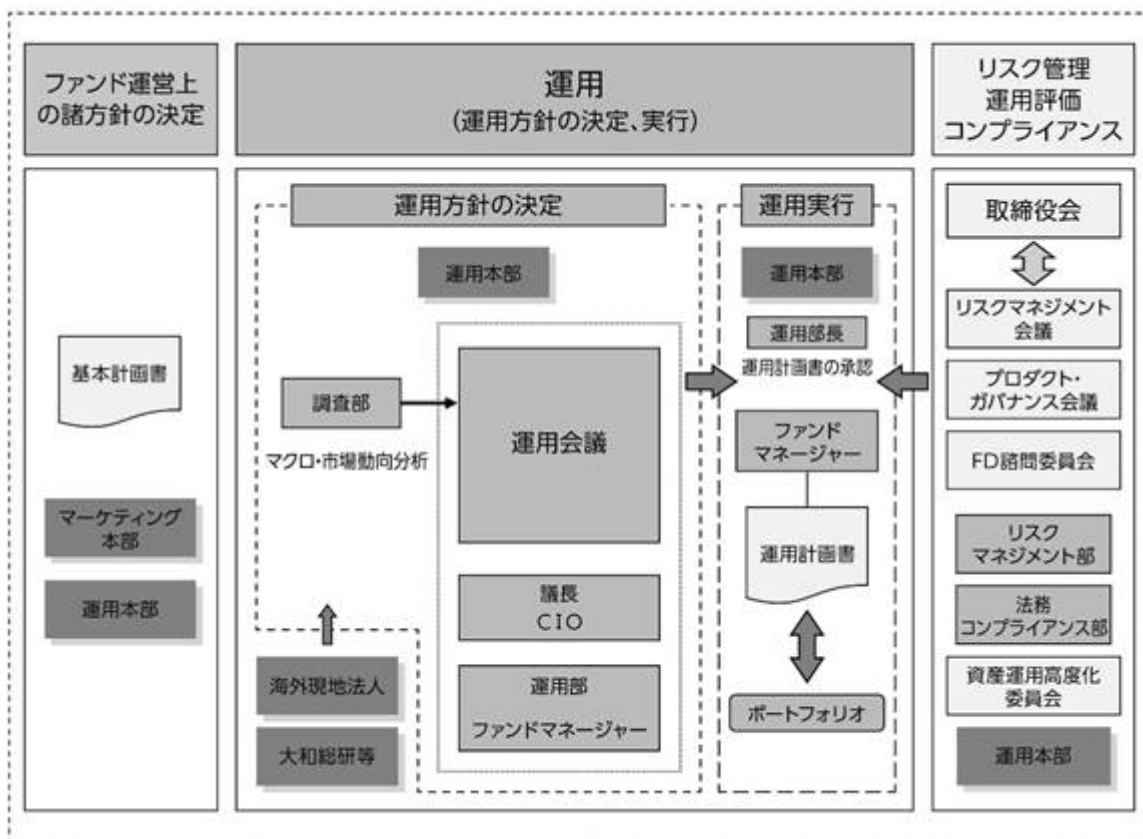 ファンド運営上
の諸方針の決定
運用
(運用方針の決定、実行)
リスク管理
運用評価
コンプライアンス
基本計画書
マーケティング
本部
運用本部
運用方針の決定
運用本部
調査部
マクロ・市場動向分析
運用会議
議長
CIO
運用部
ファンドマネージャー
海外現地法人
大和総研等
運用実行
運用本部
運用部長
運用計画書の承認
ファンド
マネージャー
運用計画書
ポートフォリオ
取締役会
リスクマネジメント
会議
プロダクト・
ガバナンス会議
FD諮問委員会
リスク
マネジメント部
法務
コンプライアンス部
資産運用高度化
委員会
運用本部